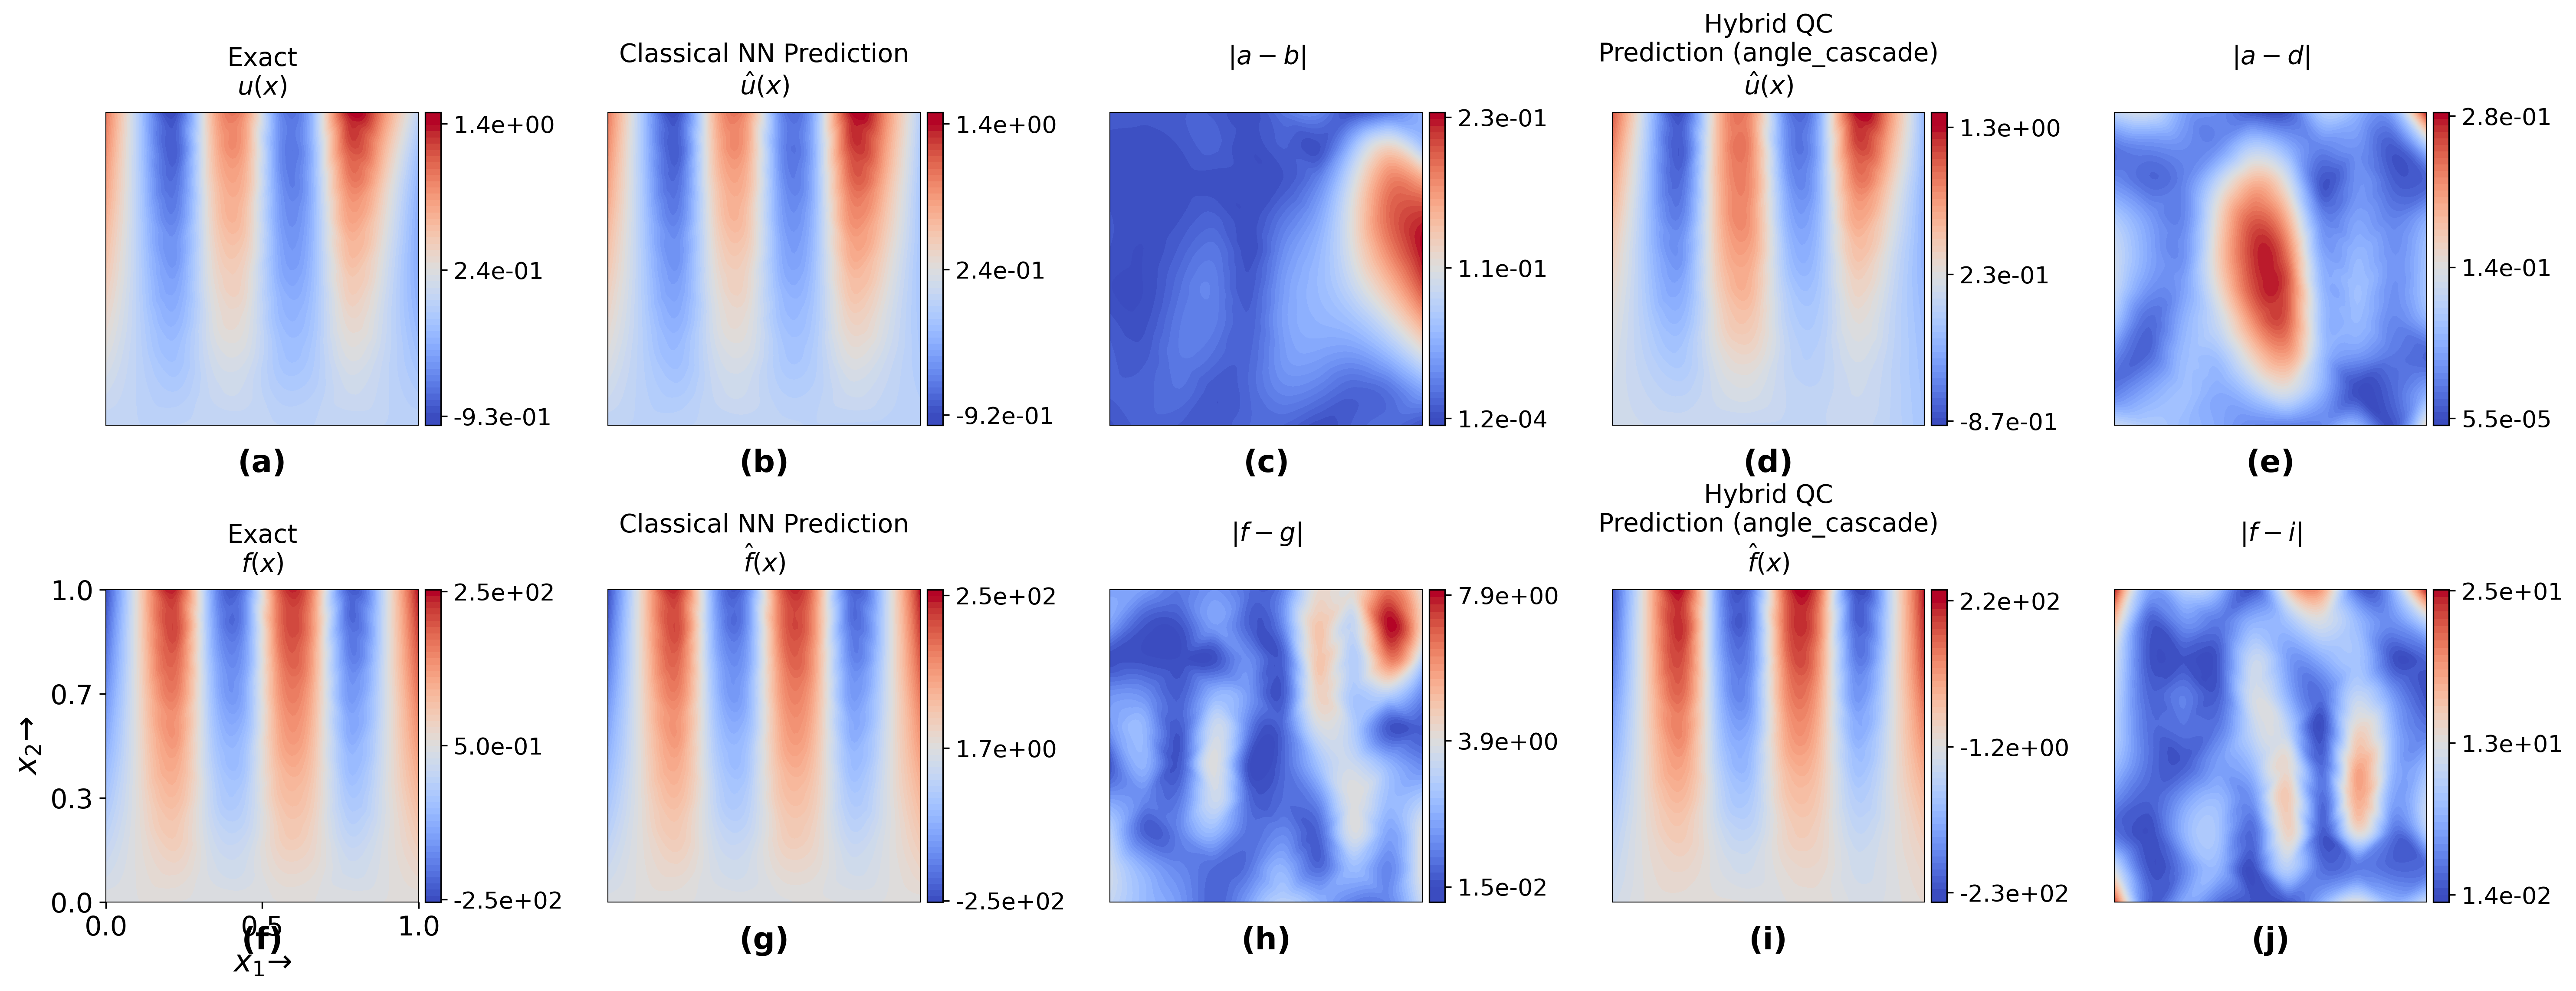 Exact
u(x)
1.4e+00
2.4e-01
-9.3e-01
(a)
Classical NN Prediction
û(x)
1.4e+00
2.4e-01
-9.2e-01
(b)
|a − b|
2.3e-01
1.1e-01
1.2e-04
(c)
Hybrid QC
Prediction (angle_cascade)
û(x)
1.3e+00
2.3e-01
-8.7e-01
(d)
|a − d|
2.8e-01
1.4e-01
5.5e-05
(e)
Exact
f(x)
1.0
0.7
0.3
0.0
x₂→
0.0
0.5
1.0
x₁→
2.5e+02
5.0e-01
-2.5e+02
(f)
Classical NN Prediction
f̂(x)
2.5e+02
1.7e+00
-2.5e+02
(g)
|f − g|
7.9e+00
3.9e+00
1.5e-02
(h)
Hybrid QC
Prediction (angle_cascade)
f̂(x)
2.2e+02
-1.2e+00
-2.3e+02
(i)
|f − i|
2.5e+01
1.3e+01
1.4e-02
(j)